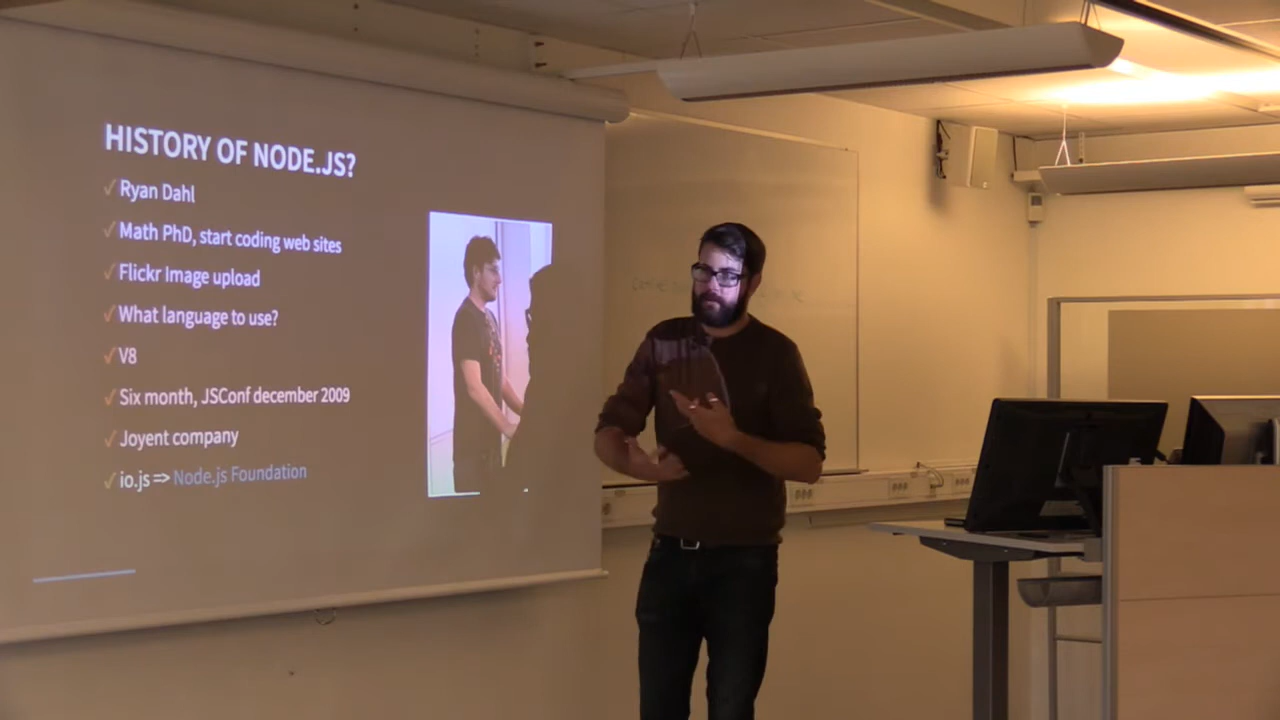 HISTORY OF NODE.JS?
✓Ryan Dahl
✓Math PhD, start coding web sites
✓Flickr Image upload
✓What language to use?
✓V8
✓Six month, JSConf december 2009
✓Joyent company
✓io.js => Node.js Foundation